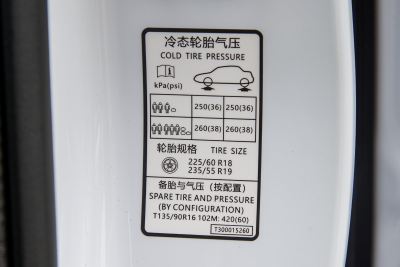 冷态轮胎气压
COLD TIRE PRESSURE
kPa(psi)
250(36) 250(36)
260(38) 260(38)
轮胎规格 TIRE SIZE
225/60 R18
235/55 R19
备胎与气压（按配置）
SPARE TIRE AND PRESSURE
(BY CONFIGURATION)
T135/90R16 102M: 420(60)
T300015260